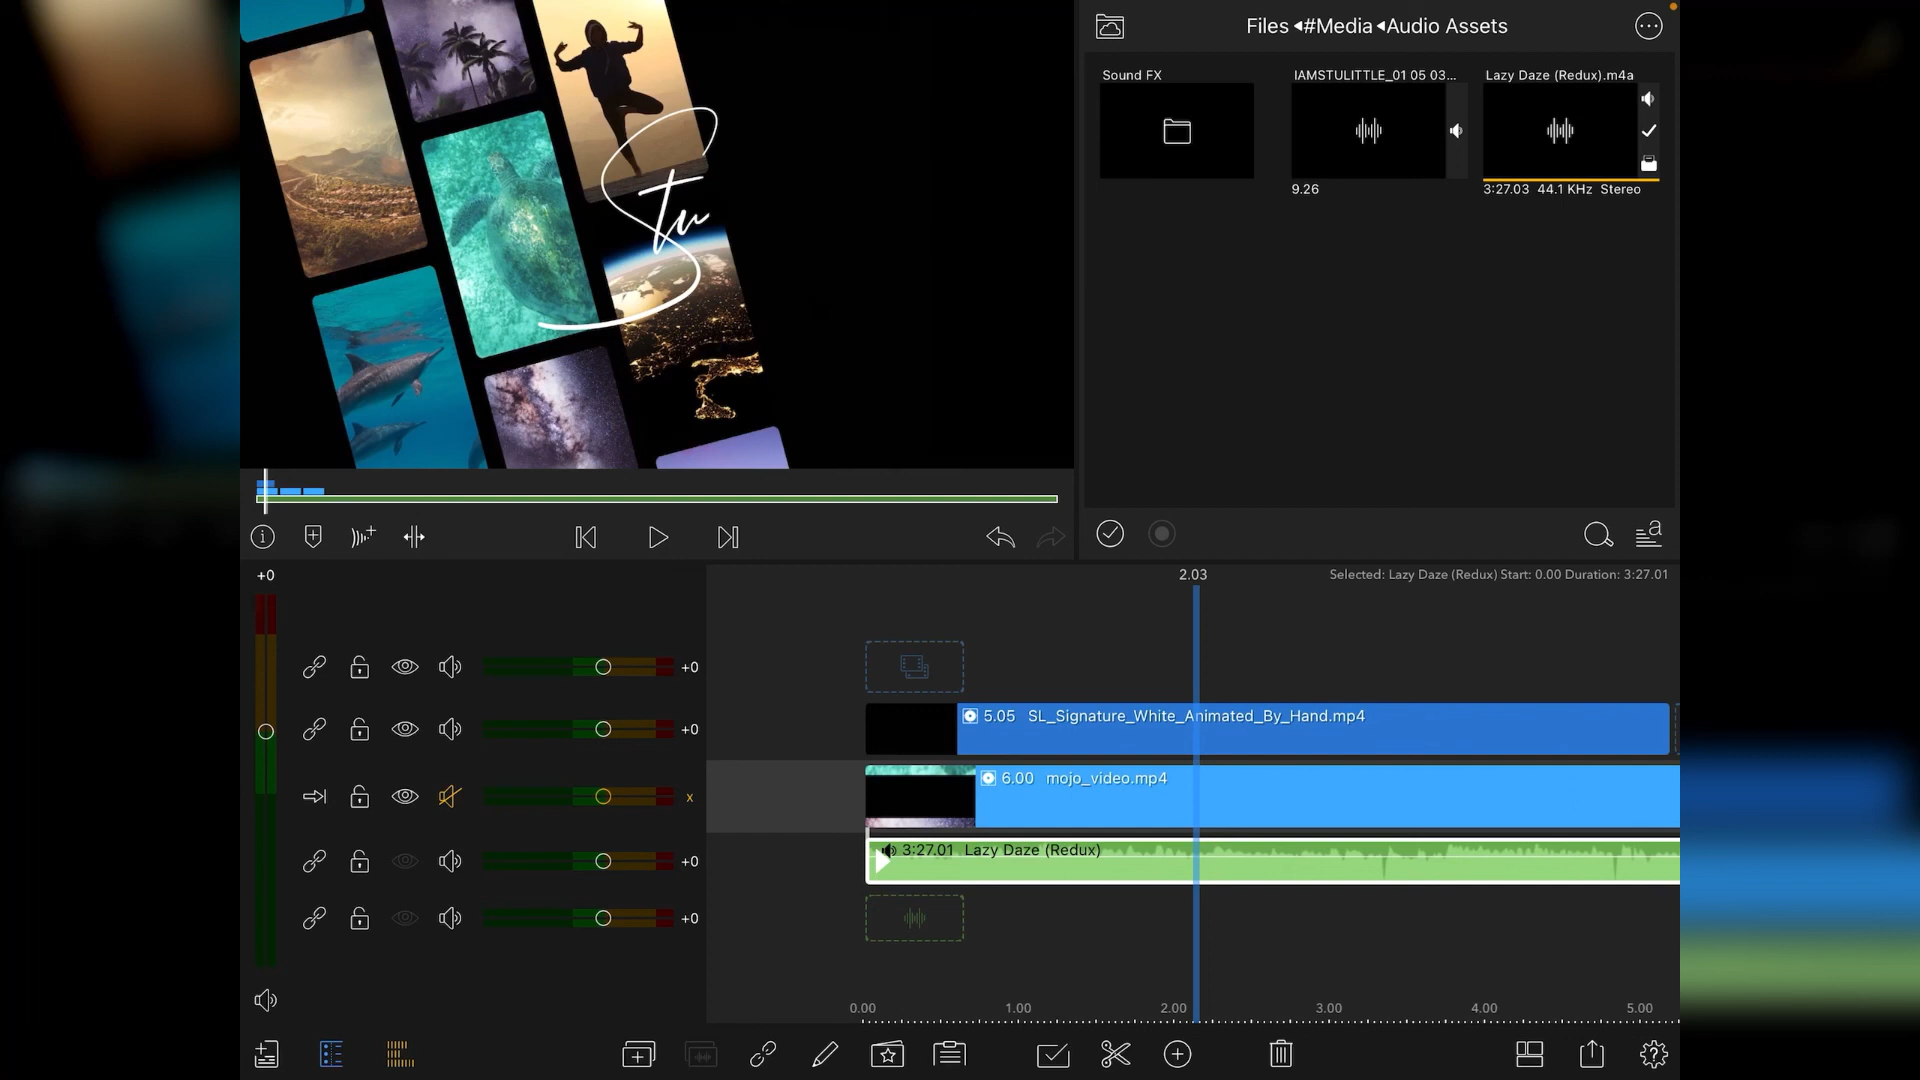 Files ◂#Media ◂Audio Assets
Sound FX
IAMSTULITTLE_01 05 03...
Lazy Daze (Redux).m4a
9.26
3:27.03 44.1 KHz Stereo
Stu
+0
2.03
Selected: Lazy Daze (Redux) Start: 0.00 Duration: 3:27.01
+0
+0
5.05 SL_Signature_White_Animated_By_Hand.mp4
x
6.00 mojo_video.mp4
+0
3:27.01 Lazy Daze (Redux)
+0
0.00 1.00 2.00 3.00 4.00 5.00